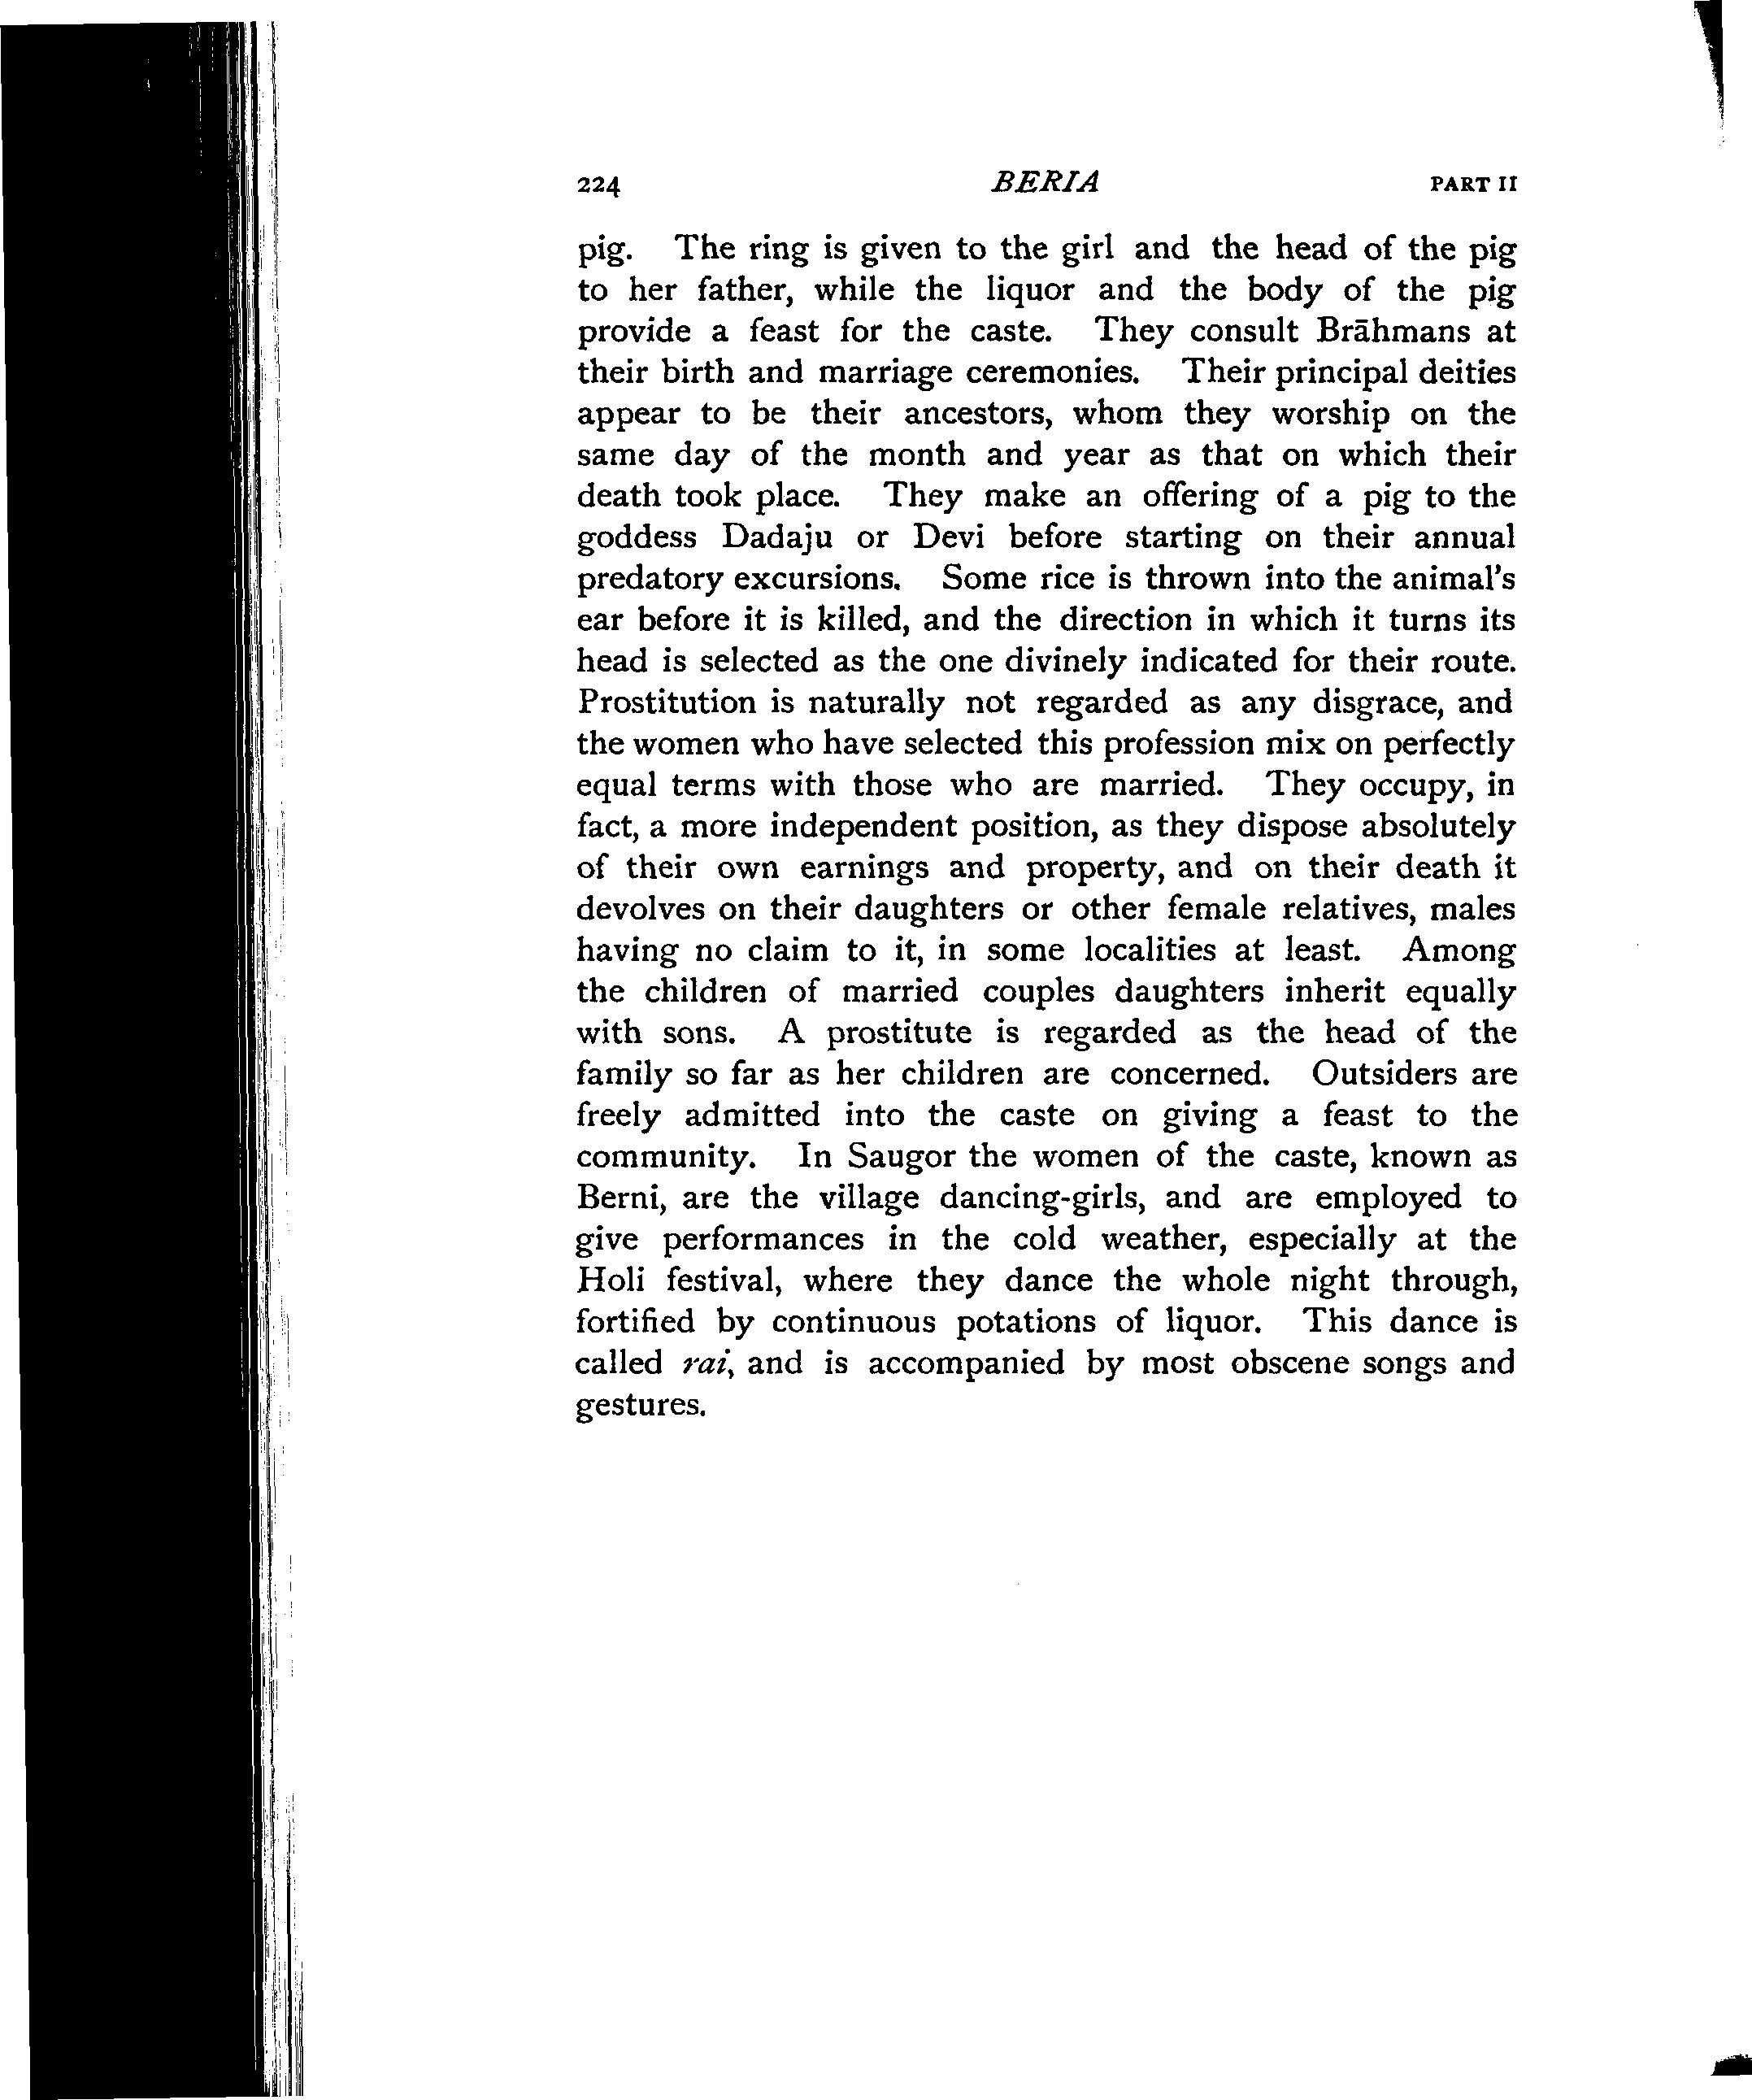 224 BERIA PART II
pig. The ring is given to the girl and the head of the pig
to her father, while the liquor and the body of the pig
provide a feast for the caste. They consult Brāhmans at
their birth and marriage ceremonies. Their principal deities
appear to be their ancestors, whom they worship on the
same day of the month and year as that on which their
death took place. They make an offering of a pig to the
goddess Dadaju or Devi before starting on their annual
predatory excursions. Some rice is thrown into the animal's
ear before it is killed, and the direction in which it turns its
head is selected as the one divinely indicated for their route.
Prostitution is naturally not regarded as any disgrace, and
the women who have selected this profession mix on perfectly
equal terms with those who are married. They occupy, in
fact, a more independent position, as they dispose absolutely
of their own earnings and property, and on their death it
devolves on their daughters or other female relatives, males
having no claim to it, in some localities at least. Among
the children of married couples daughters inherit equally
with sons. A prostitute is regarded as the head of the
family so far as her children are concerned. Outsiders are
freely admitted into the caste on giving a feast to the
community. In Saugor the women of the caste, known as
Berni, are the village dancing-girls, and are employed to
give performances in the cold weather, especially at the
Holi festival, where they dance the whole night through,
fortified by continuous potations of liquor. This dance is
called rai, and is accompanied by most obscene songs and
gestures.